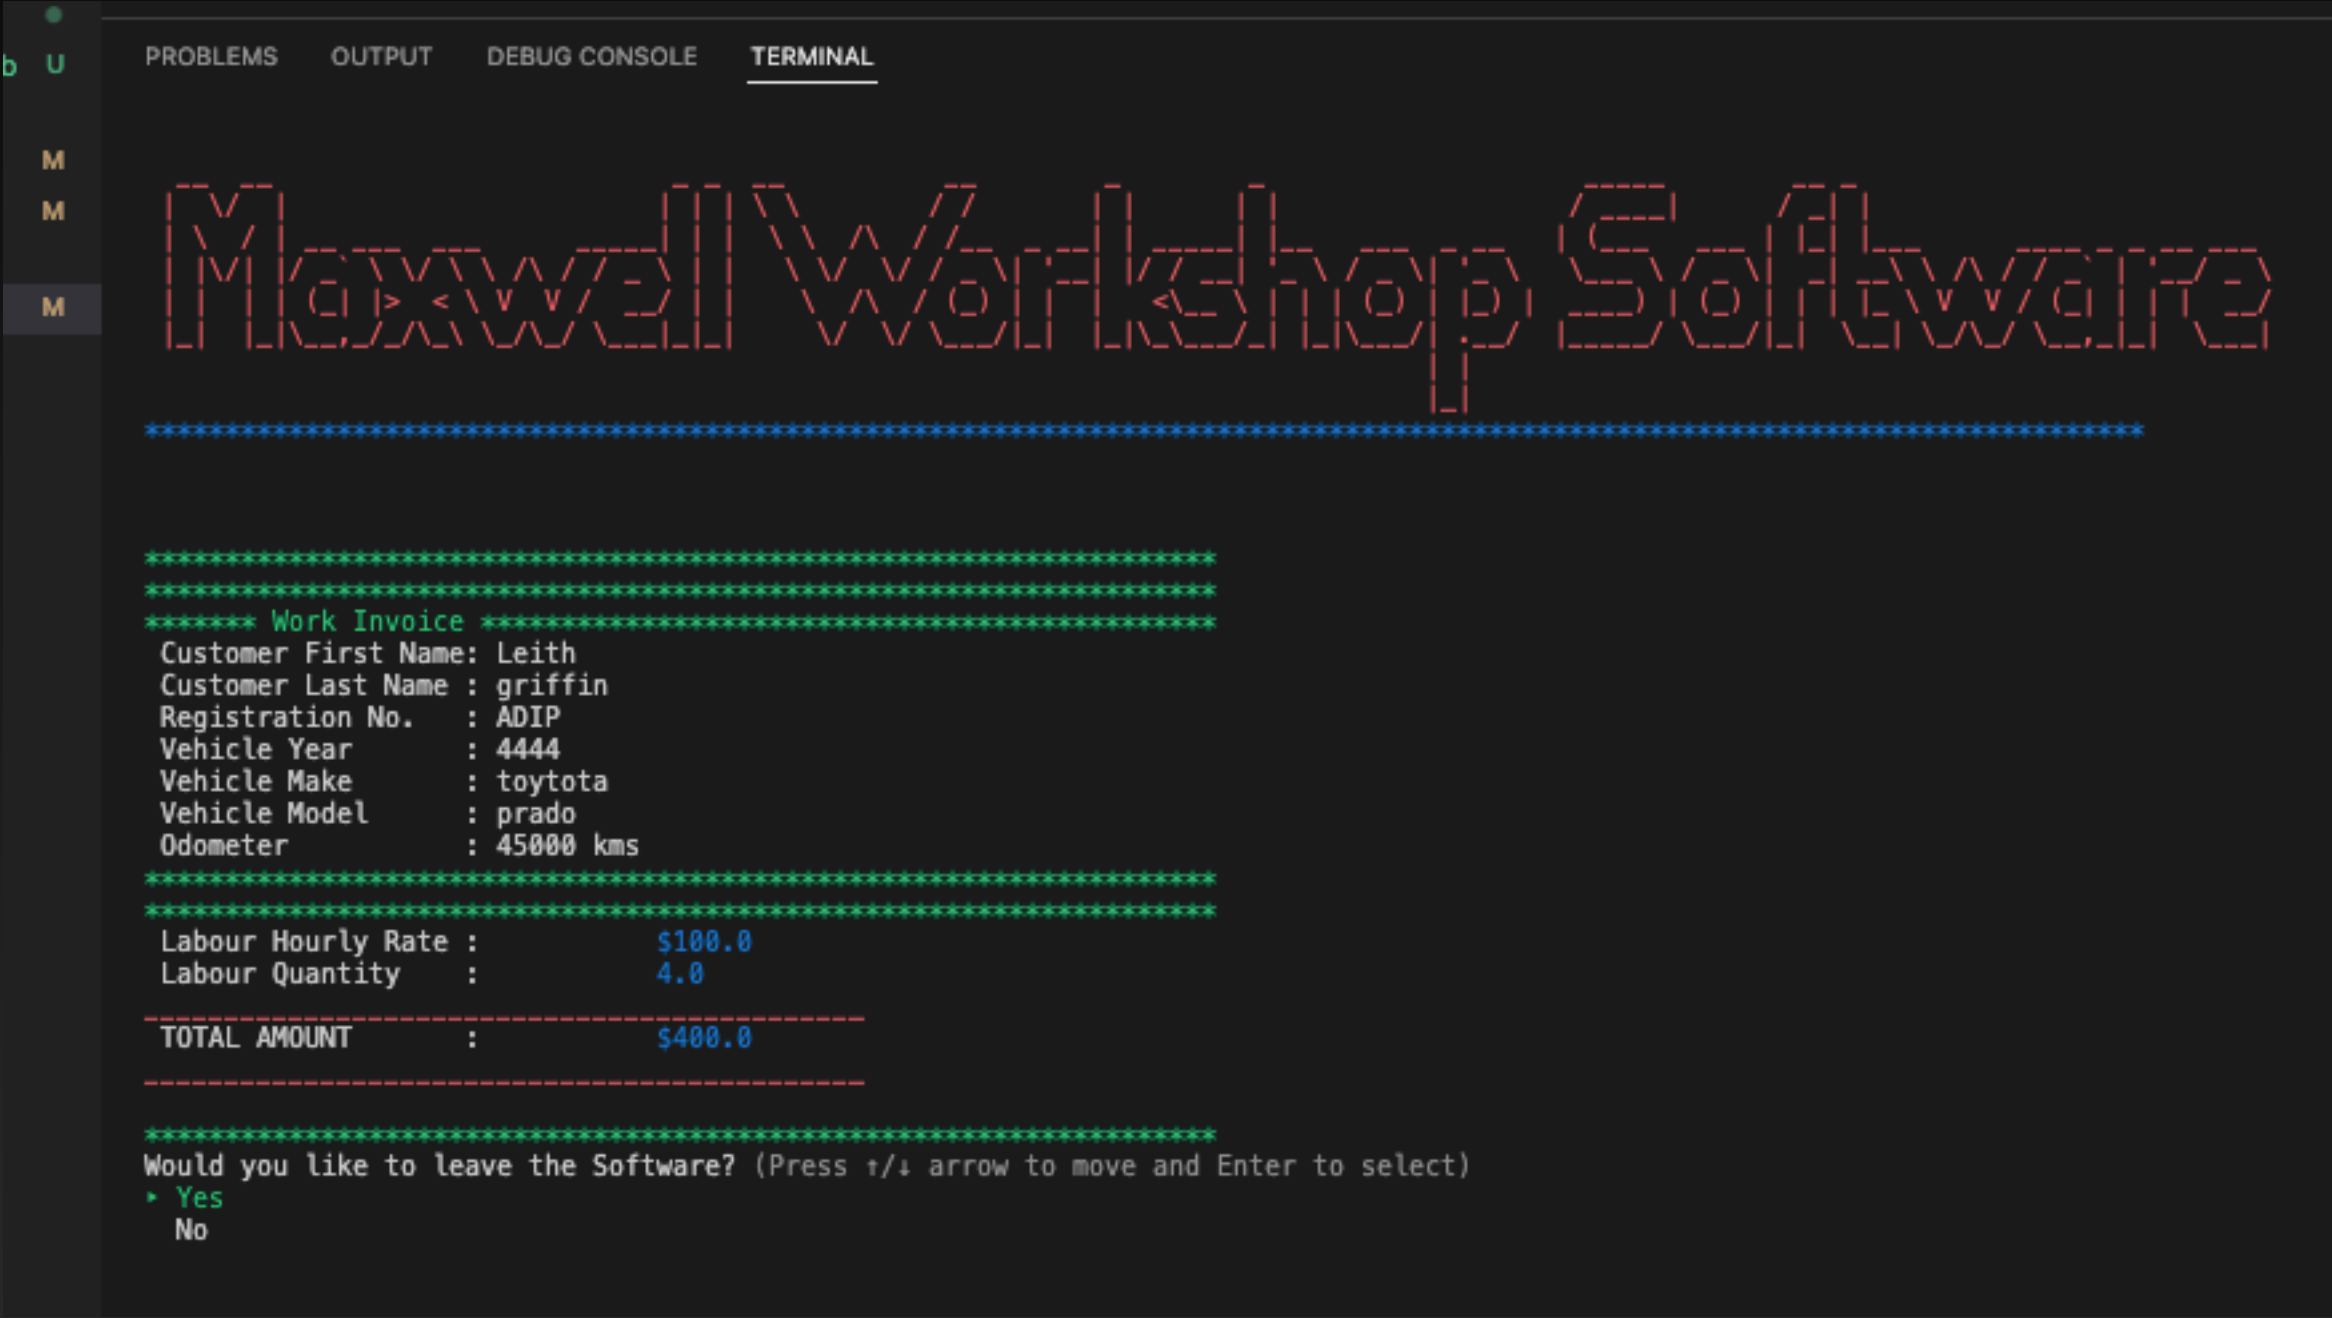 b U
PROBLEMS OUTPUT DEBUG CONSOLE TERMINAL
M
M
M
Maxwell Workshop Software
******* Work Invoice **********************************************
Customer First Name: Leith
Customer Last Name : griffin
Registration No. : ADIP
Vehicle Year : 4444
Vehicle Make : toytota
Vehicle Model : prado
Odometer : 45000 kms
Labour Hourly Rate : $100.0
Labour Quantity : 4.0
TOTAL AMOUNT : $400.0
Would you like to leave the Software? (Press ↑/↓ arrow to move and Enter to select)
‣ Yes
No